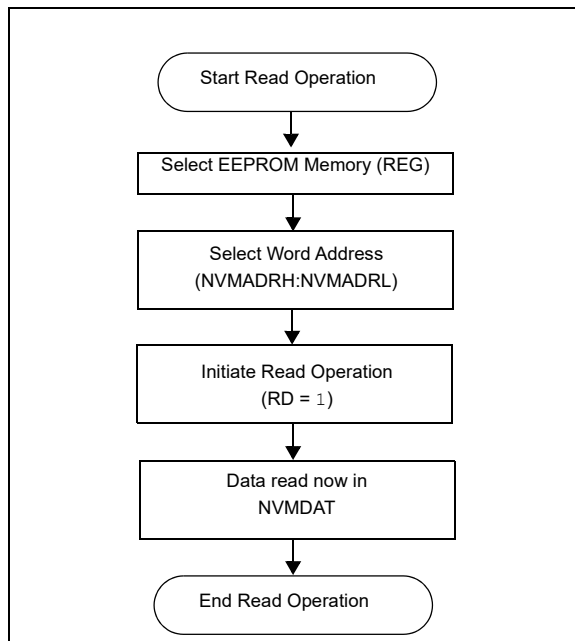 Start Read Operation
Select EEPROM Memory (REG)
Select Word Address
(NVMADRH:NVMADRL)
Initiate Read Operation
(RD = 1)
Data read now in
NVMDAT
End Read Operation